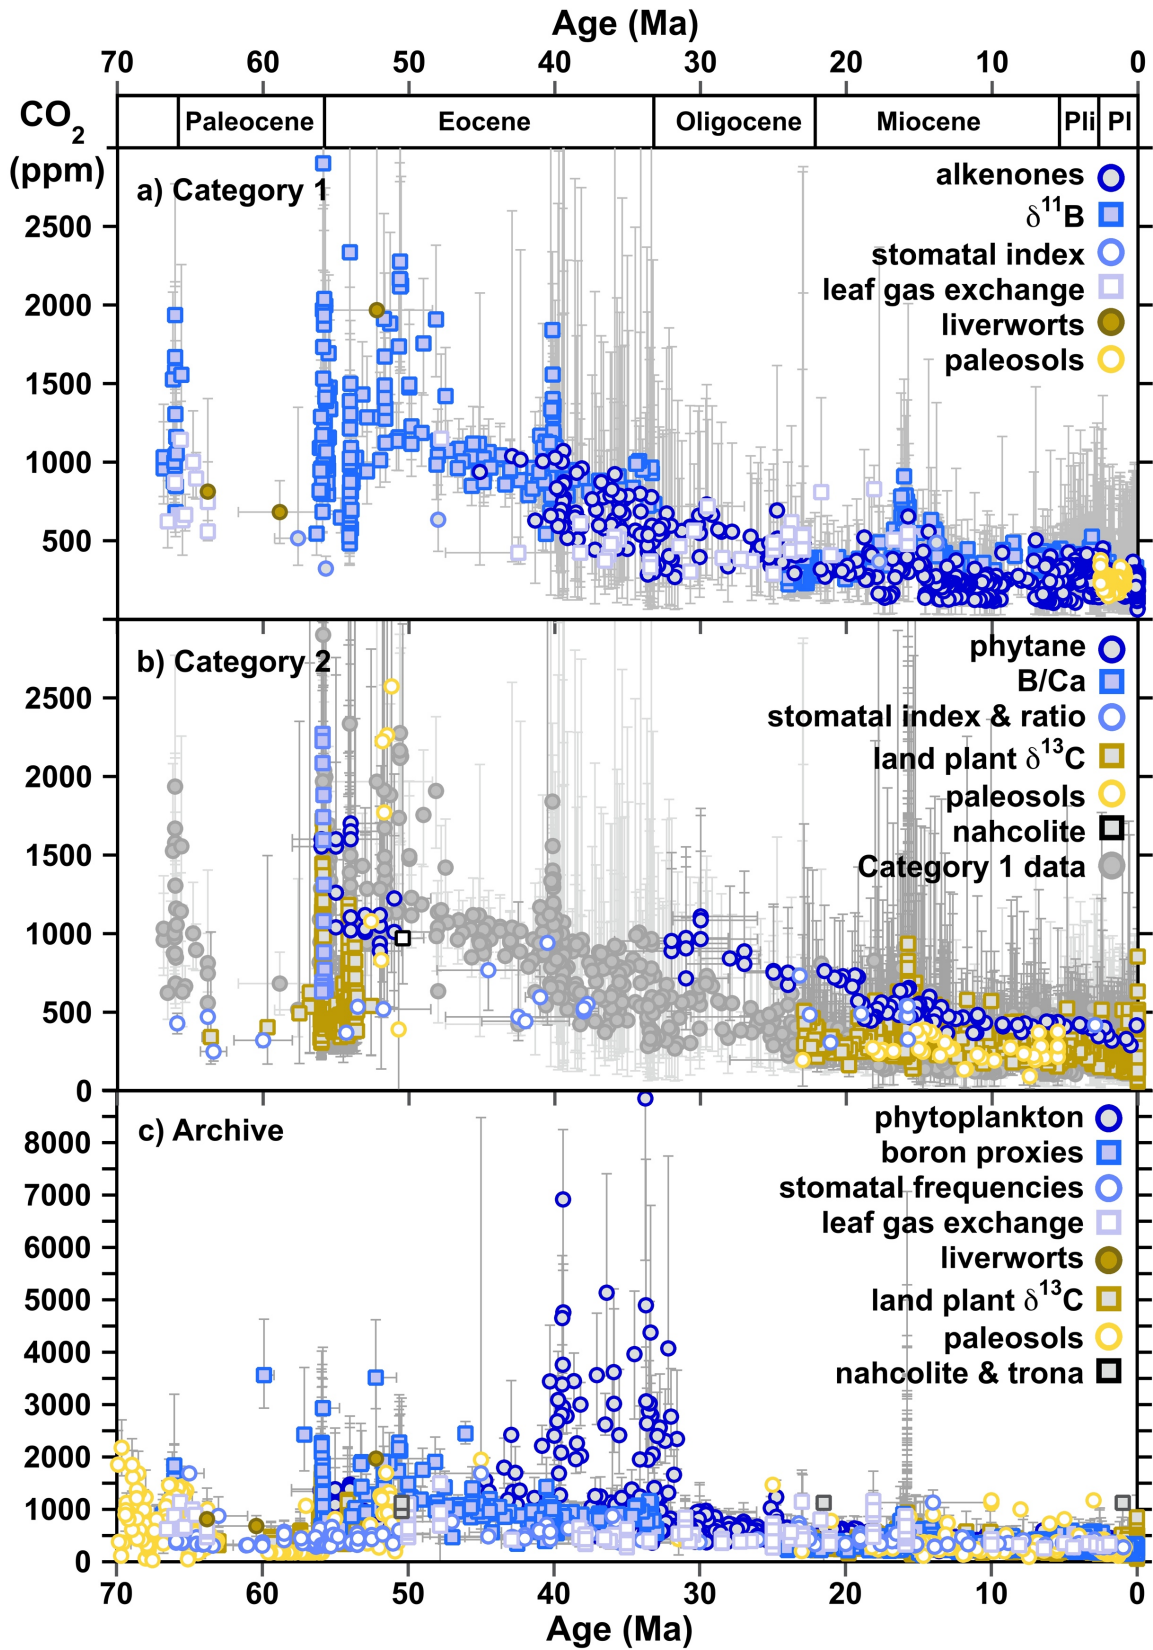 Age (Ma)
70 60 50 40 30 20 10 0
CO2
(ppm)
Paleocene Eocene Oligocene Miocene Pli Pl
a) Category 1
alkenones
δ11B
stomatal index
leaf gas exchange
liverworts
paleosols
2500
2000
1500
1000
500
b) Category 2
phytane
B/Ca
stomatal index & ratio
land plant δ13C
paleosols
nahcolite
Category 1 data
2500
2000
1500
1000
500
0
c) Archive
phytoplankton
boron proxies
stomatal frequencies
leaf gas exchange
liverworts
land plant δ13C
paleosols
nahcolite & trona
8000
7000
6000
5000
4000
3000
2000
1000
0
70 60 50 40 30 20 10 0
Age (Ma)